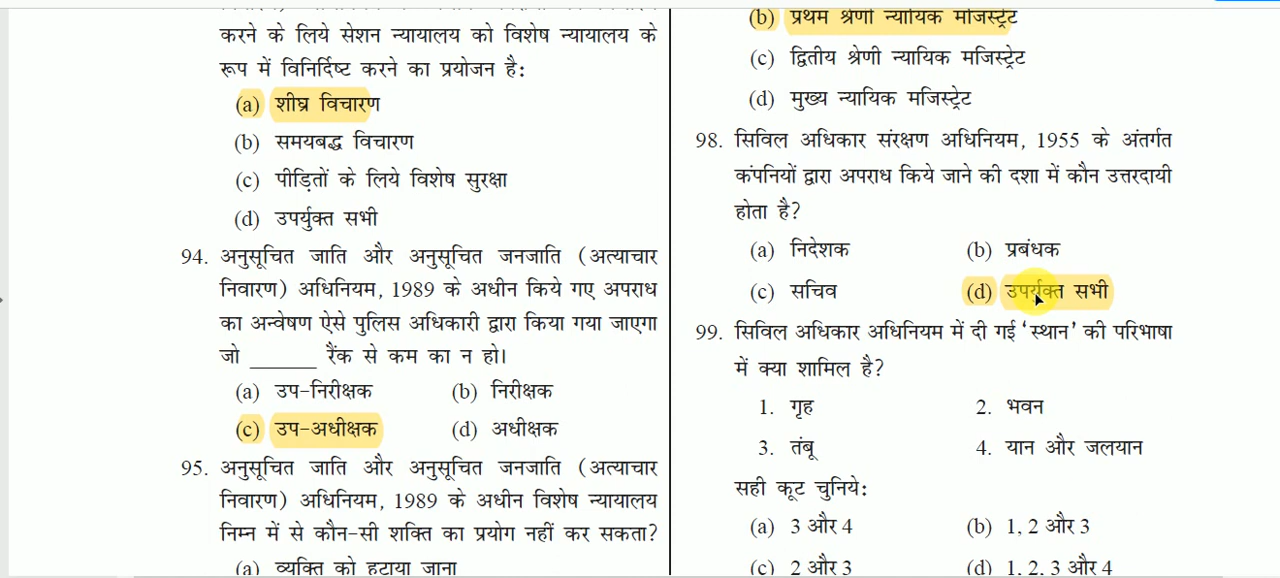 करने के लिये सेशन न्यायालय को विशेष न्यायालय के
रूप में विनिर्दिष्ट करने का प्रयोजन है:
(a) शीघ्र विचारण
(b) समयबद्ध विचारण
(c) पीड़ितों के लिये विशेष सुरक्षा
(d) उपर्युक्त सभी
94. अनुसूचित जाति और अनुसूचित जनजाति (अत्याचार
निवारण) अधिनियम, 1989 के अधीन किये गए अपराध
का अन्वेषण ऐसे पुलिस अधिकारी द्वारा किया गया जाएगा
जो ______ रैंक से कम का न हो।
(a) उप-निरीक्षक (b) निरीक्षक
(c) उप-अधीक्षक (d) अधीक्षक
95. अनुसूचित जाति और अनुसूचित जनजाति (अत्याचार
निवारण) अधिनियम, 1989 के अधीन विशेष न्यायालय
निम्न में से कौन-सी शक्ति का प्रयोग नहीं कर सकता?
(a) व्यक्ति को हटाया जाना
(b) प्रथम श्रेणी न्यायिक मजिस्ट्रेट
(c) द्वितीय श्रेणी न्यायिक मजिस्ट्रेट
(d) मुख्य न्यायिक मजिस्ट्रेट
98. सिविल अधिकार संरक्षण अधिनियम, 1955 के अंतर्गत
कंपनियों द्वारा अपराध किये जाने की दशा में कौन उत्तरदायी
होता है?
(a) निदेशक (b) प्रबंधक
(c) सचिव (d) उपर्युक्त सभी
99. सिविल अधिकार अधिनियम में दी गई ‘स्थान’ की परिभाषा
में क्या शामिल है?
1. गृह 2. भवन
3. तंबू 4. यान और जलयान
सही कूट चुनिये:
(a) 3 और 4 (b) 1, 2 और 3
(c) 2 और 3 (d) 1, 2, 3 और 4